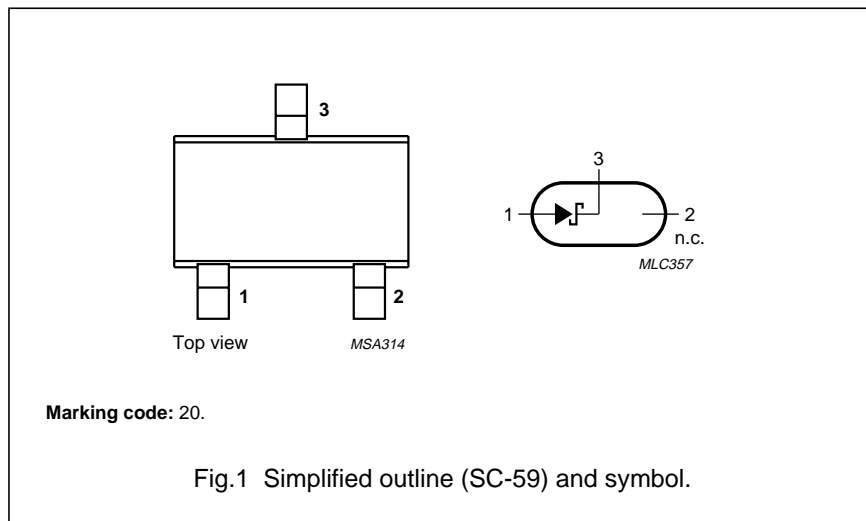 3
1
2
Top view
MSA314
3
1
2
n.c.
MLC357
Marking code: 20.
Fig.1 Simplified outline (SC-59) and symbol.